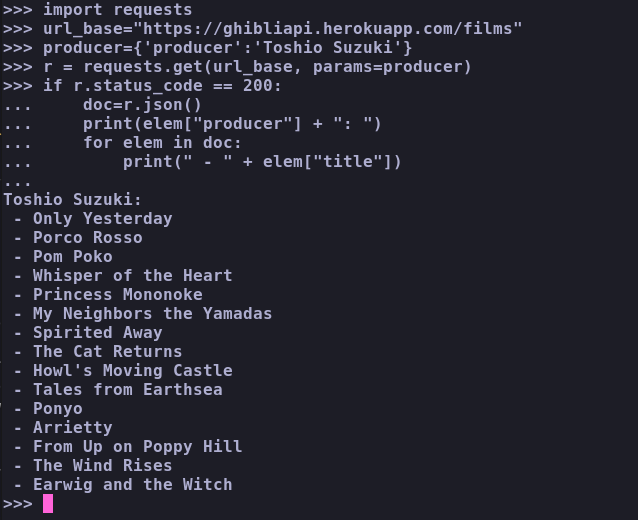 >>> import requests
>>> url_base="https://ghibliapi.herokuapp.com/films"
>>> producer={'producer':'Toshio Suzuki'}
>>> r = requests.get(url_base, params=producer)
>>> if r.status_code == 200:
...     doc=r.json()
...     print(elem["producer"] + ": ")
...     for elem in doc:
...         print(" - " + elem["title"])
...
Toshio Suzuki:
 - Only Yesterday
 - Porco Rosso
 - Pom Poko
 - Whisper of the Heart
 - Princess Mononoke
 - My Neighbors the Yamadas
 - Spirited Away
 - The Cat Returns
 - Howl's Moving Castle
 - Tales from Earthsea
 - Ponyo
 - Arrietty
 - From Up on Poppy Hill
 - The Wind Rises
 - Earwig and the Witch
>>>